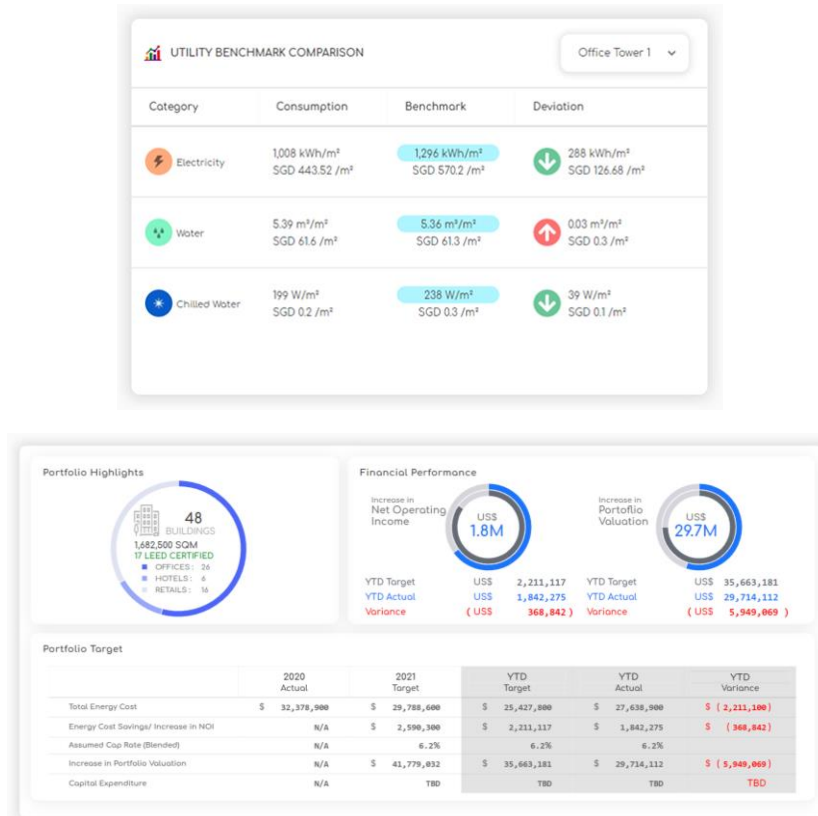 UTILITY BENCHMARK COMPARISON
Office Tower 1
Category Consumption Benchmark Deviation
Electricity
1,008 kWh/m² 1,296 kWh/m² 288 kWh/m²
SGD 443.52 /m² SGD 570.2 /m² SGD 126.68 /m²
Water
5.39 m³/m² 5.36 m³/m² 0.03 m³/m²
SGD 61.6 /m² SGD 61.3 /m² SGD 0.3 /m²
Chilled Water
199 W/m² 238 W/m² 39 W/m²
SGD 0.2 /m² SGD 0.3 /m² SGD 0.1 /m²
Portfolio Highlights
48
BUILDINGS
1,682,500 SQM
17 LEED CERTIFIED
OFFICES: 26
HOTELS: 6
RETAILS: 16
Financial Performance
Increase in
Net Operating
Income
US$
1.8M
YTD Target US$ 2,211,117
YTD Actual US$ 1,842,275
Variance ( US$ 368,842 )
Increase in
Portoflio
Valuation
US$
29.7M
YTD Target US$ 35,663,181
YTD Actual US$ 29,714,112
Variance ( US$ 5,949,069 )
Portfolio Target
2020 2021 YTD YTD YTD
Actual Target Target Actual Variance
Total Energy Cost $ 32,378,900 $ 29,788,600 $ 25,427,800 $ 27,638,900 $ ( 2,211,100)
Energy Cost Savings/ Increase in NOI N/A $ 2,590,300 $ 2,211,117 $ 1,842,275 $ ( 368,842)
Assumed Cap Rate (Blended) N/A 6.2% 6.2% 6.2%
Increase in Portfolio Valuation N/A $ 41,779,032 $ 35,663,181 $ 29,714,112 $ ( 5,949,069)
Capital Expenditure N/A TBD TBD TBD TBD